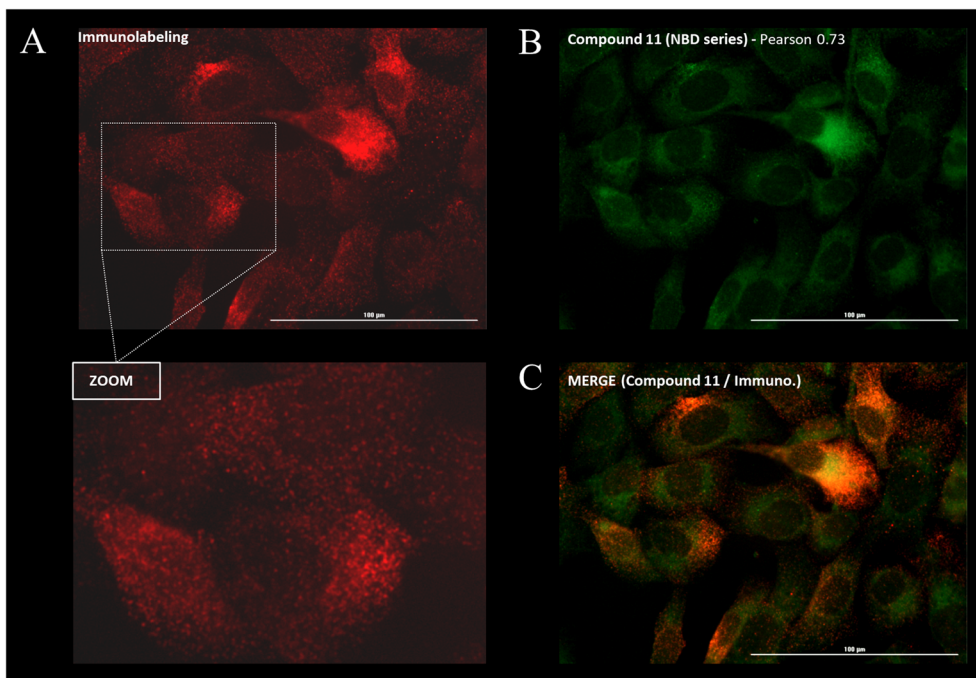 A
Immunolabeling
100 µm
B
Compound 11 (NBD series) - Pearson 0.73
100 µm
ZOOM
C
MERGE (Compound 11 / Immuno.)
100 µm